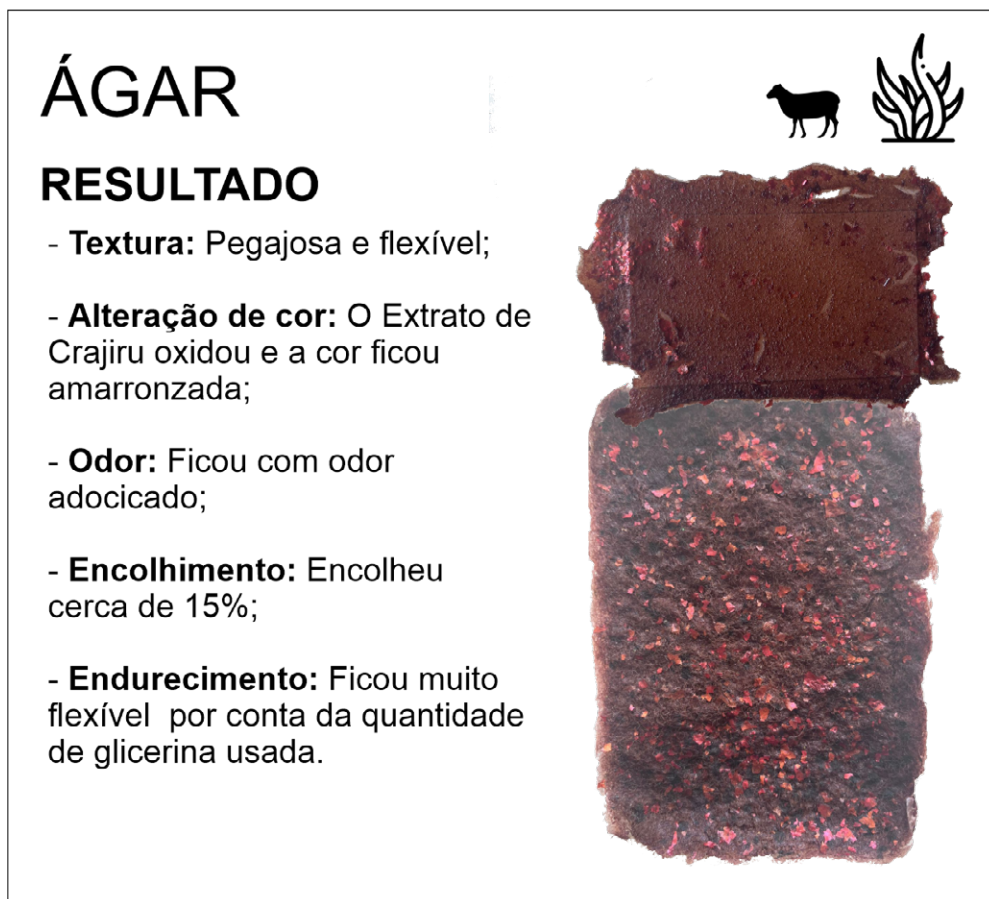 ÁGAR
RESULTADO
- Textura: Pegajosa e flexível;
- Alteração de cor: O Extrato de
Crajiru oxidou e a cor ficou
amarronzada;
- Odor: Ficou com odor
adocicado;
- Encolhimento: Encolheu
cerca de 15%;
- Endurecimento: Ficou muito
flexível  por conta da quantidade
de glicerina usada.